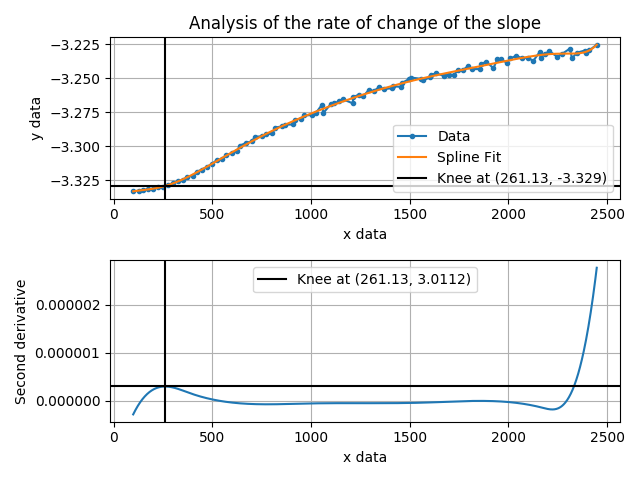 Analysis of the rate of change of the slope
−3.225
−3.250
−3.275
−3.300
−3.325
y data
Data
Spline Fit
Knee at (261.13, -3.329)
0 500 1000 1500 2000 2500
x data
Knee at (261.13, 3.0112)
0.000002
0.000001
0.000000
Second derivative
0 500 1000 1500 2000 2500
x data